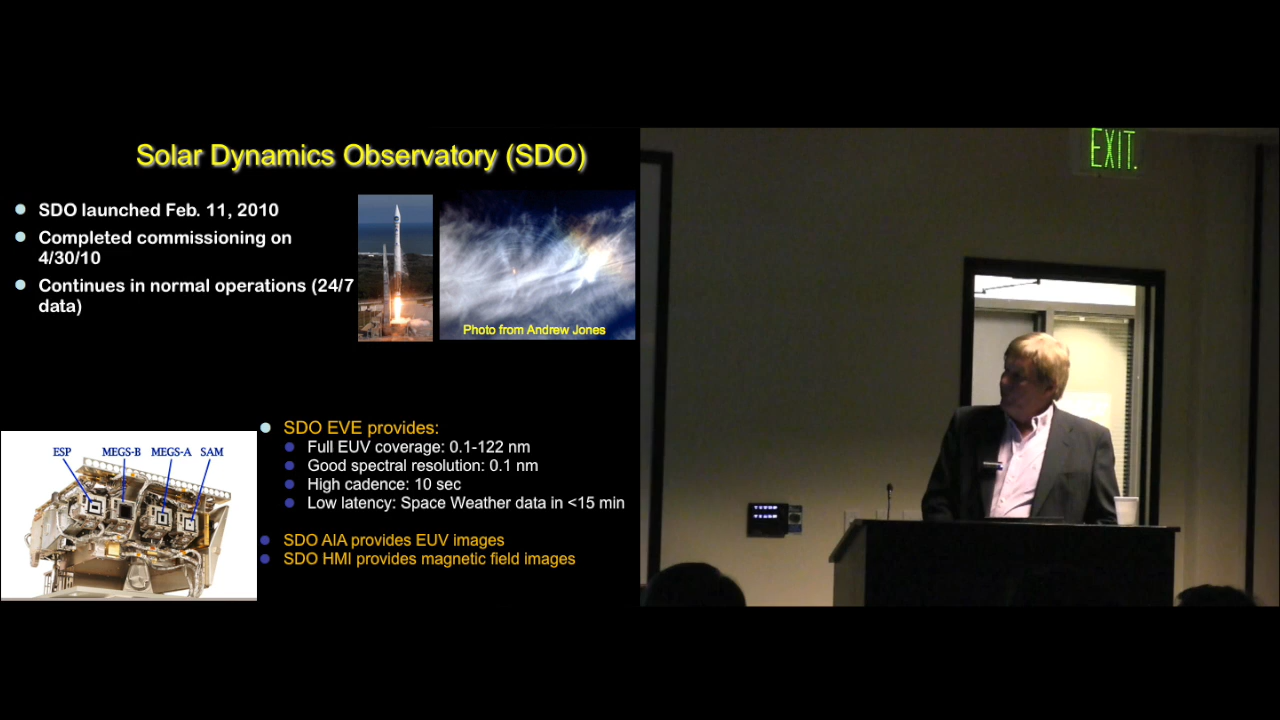 Solar Dynamics Observatory (SDO)
SDO launched Feb. 11, 2010
Completed commissioning on
4/30/10
Continues in normal operations (24/7
data)
Photo from Andrew Jones
ESP MEGS-B MEGS-A SAM
SDO EVE provides:
Full EUV coverage: 0.1-122 nm
Good spectral resolution: 0.1 nm
High cadence: 10 sec
Low latency: Space Weather data in <15 min
SDO AIA provides EUV images
SDO HMI provides magnetic field images
EXIT